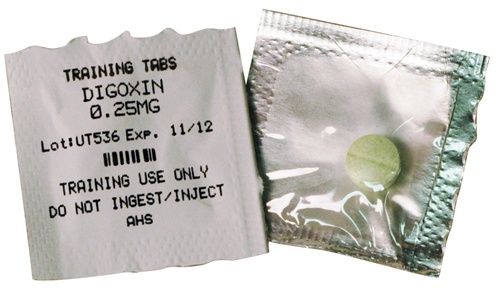 TRAINING TABS
DIGOXIN
0.25MG
Lot:UT536 Exp. 11/12
TRAINING USE ONLY
DO NOT INGEST/INJECT
AHS